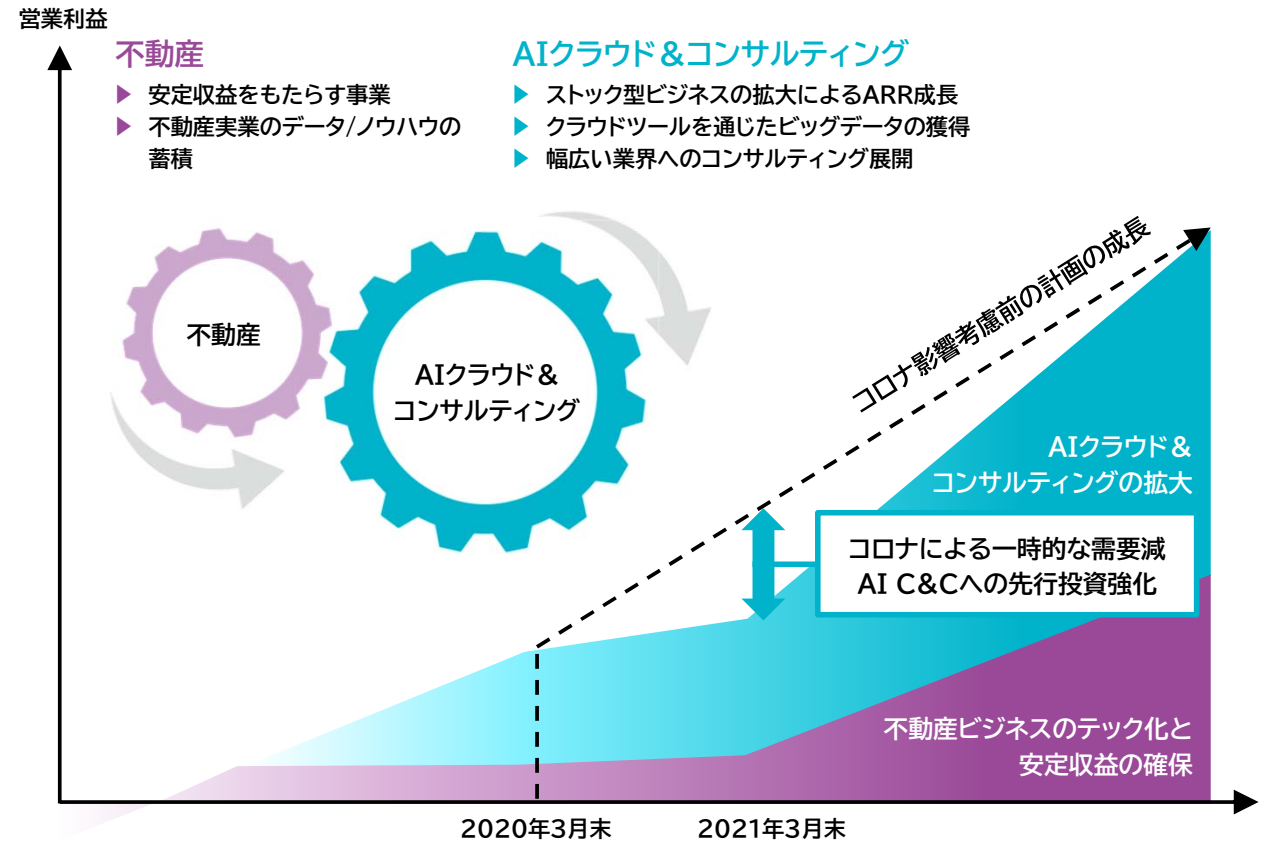 営業利益
不動産
安定収益をもたらす事業
不動産実業のデータ/ノウハウの
蓄積
AIクラウド&コンサルティング
ストック型ビジネスの拡大によるARR成長
クラウドツールを通じたビッグデータの獲得
幅広い業界へのコンサルティング展開
不動産
AIクラウド&
コンサルティング
コロナ影響考慮前の計画の成長
AIクラウド&
コンサルティングの拡大
コロナによる一時的な需要減
AI C&Cへの先行投資強化
不動産ビジネスのテック化と
安定収益の確保
2020年3月末
2021年3月末